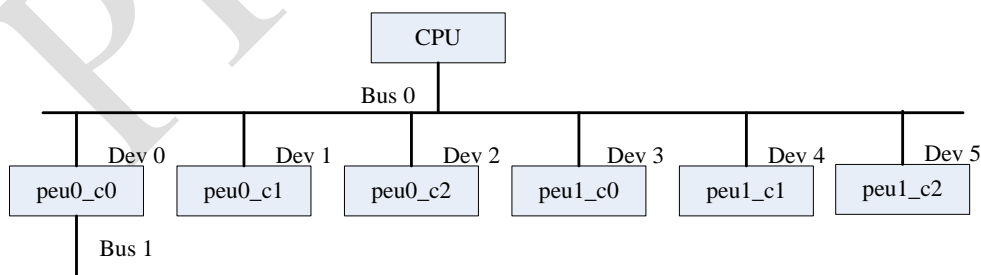 CPU
Bus 0
Dev 0 Dev 1 Dev 2 Dev 3 Dev 4 Dev 5
peu0_c0 peu0_c1 peu0_c2 peu1_c0 peu1_c1 peu1_c2
Bus 1